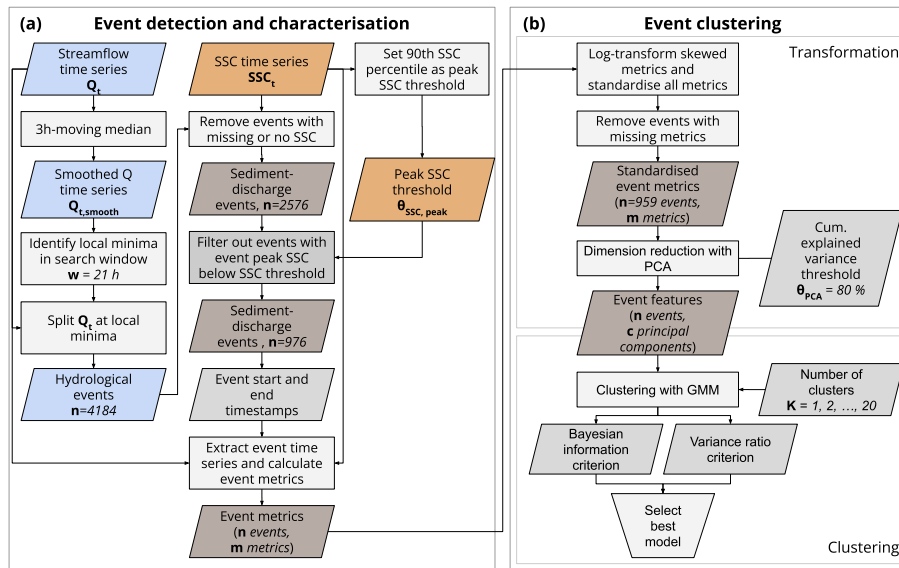 (a) Event detection and characterisation
Streamflow
time series
Qt
3h-moving median
Smoothed Q
time series
Qt,smooth
Identify local minima
in search window
w = 21 h
Split Qt at local
minima
Hydrological
events
n=4184
SSC time series
SSCt
Remove events with
missing or no SSC
Sediment-
discharge
events, n=2576
Filter out events with
event peak SSC
below SSC threshold
Sediment-
discharge
events , n=976
Event start and
end
timestamps
Extract event time
series and calculate
event metrics
Event metrics
(n events,
m metrics)
Set 90th SSC
percentile as peak
SSC threshold
Peak SSC
threshold
θSSC, peak
(b) Event clustering
Transformation
Log-transform skewed
metrics and
standardise all metrics
Remove events with
missing metrics
Standardised
event metrics
(n=959 events,
m metrics)
Dimension reduction with
PCA
Cum.
explained
variance
threshold
θPCA = 80 %
Event features
(n events,
c principal
components)
Clustering with GMM
Number of
clusters
K = 1, 2, ..., 20
Bayesian
information
criterion
Variance ratio
criterion
Select
best
model
Clustering